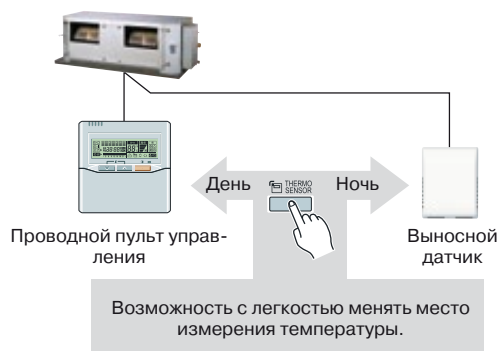 День
THERMO
SENSOR
Ночь
Проводной пульт управ-
ления
Выносной
датчик
Возможность с легкостью менять место
измерения температуры.